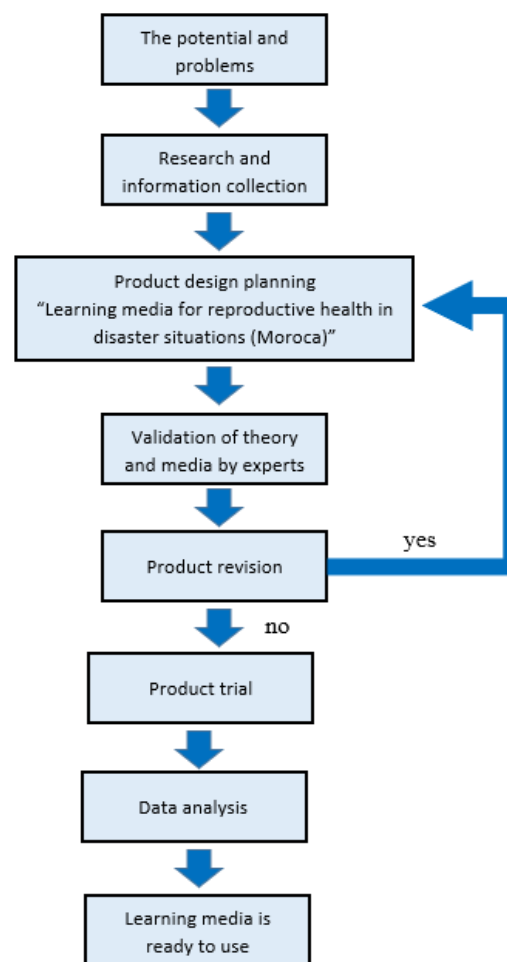 The potential and
problems
Research and
information collection
Product design planning
“Learning media for reproductive health in
disaster situations (Moroca)”
Validation of theory
and media by experts
yes
Product revision
no
Product trial
Data analysis
Learning media is
ready to use